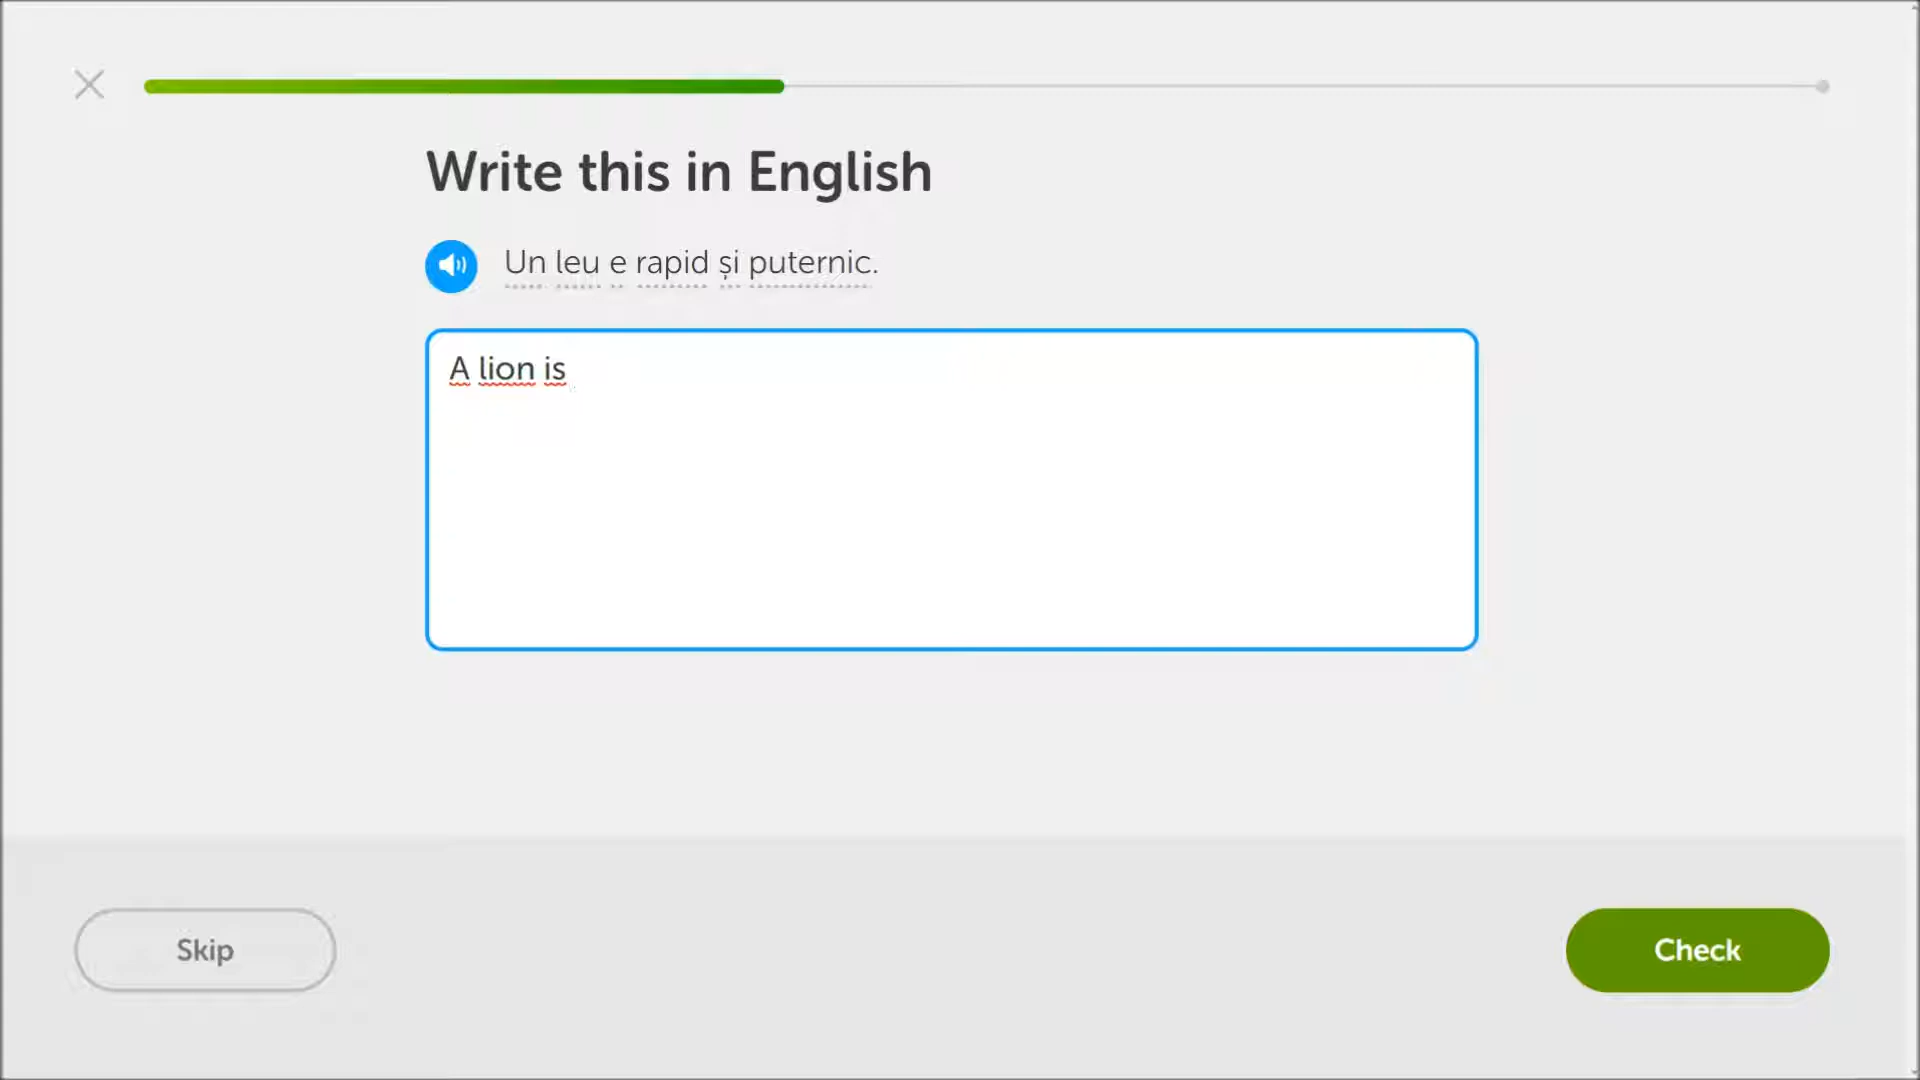 Write this in English
Un leu e rapid și puternic.
A lion is
Skip
Check